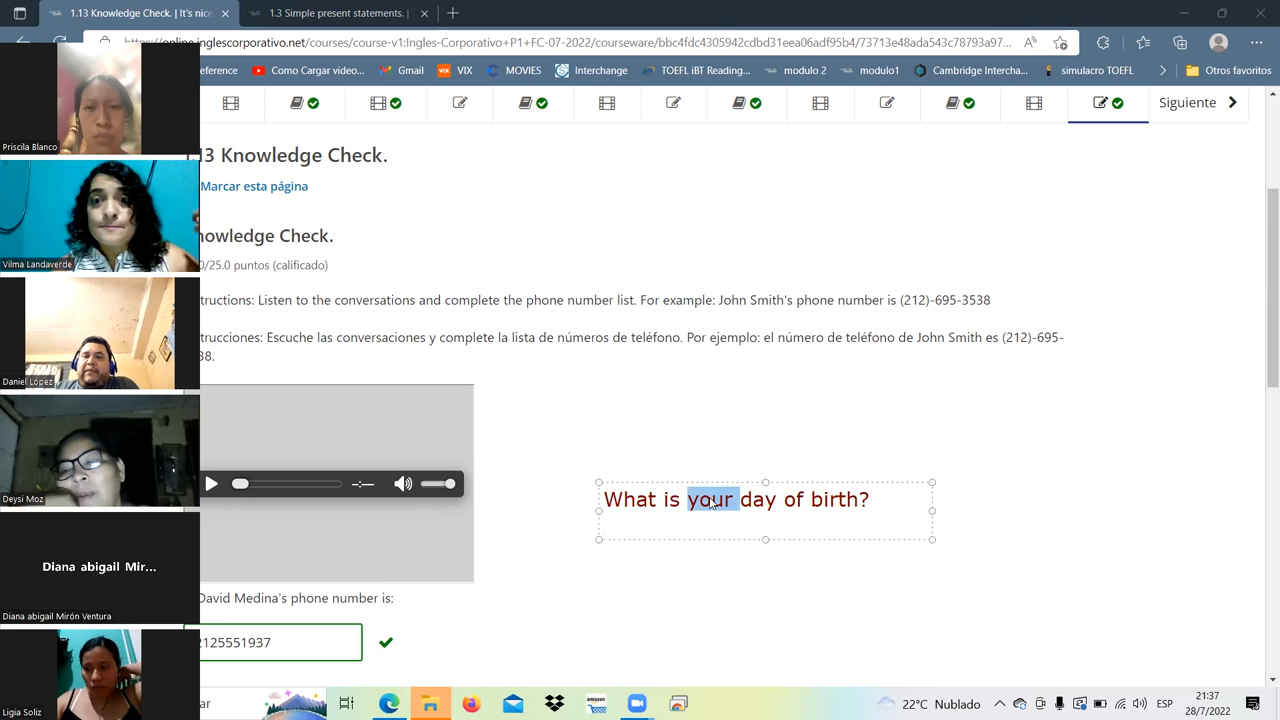 1.13 Knowledge Check. | It's nice
1.07 Simple present statements. |
https://online.inglescorporativo.net/courses/course-v1:Ingles-Corporativo+P1+FC-07-2022/courseware/bbc4fdc4305942cdbd31eea06adf95b4/73713e48ada543c78793a97...
eference
Como Cargar video...
Gmail
VIX
MOVIES
Interchange
TOEFL iBT Reading...
modulo 2
modulo1
Cambridge Intercha...
simulacro TOEFL
Otros favoritos
Siguiente
.13 Knowledge Check.
Marcar esta página
nowledge Check.
0/25.0 puntos (calificado)
tructions: Listen to the conversations and complete the phone number list. For example: John Smith's phone number is (212)-695-3538
trucciones: Escuche las conversaciones y complete la lista de números de teléfono. Por ejemplo: el número de teléfono de John Smith es (212)-695-
38.
-:--
What is your day of birth?
David Medina's phone number is:
2125551937
Priscila Blanco
Vilma Landaverde
Daniel López
Deysi Moz
Diana abigail Mir...
Diana abigail Mirón Ventura
Ligia Soliz
ar
amazon
22°C Nublado
ESP
21:37
28/7/2022